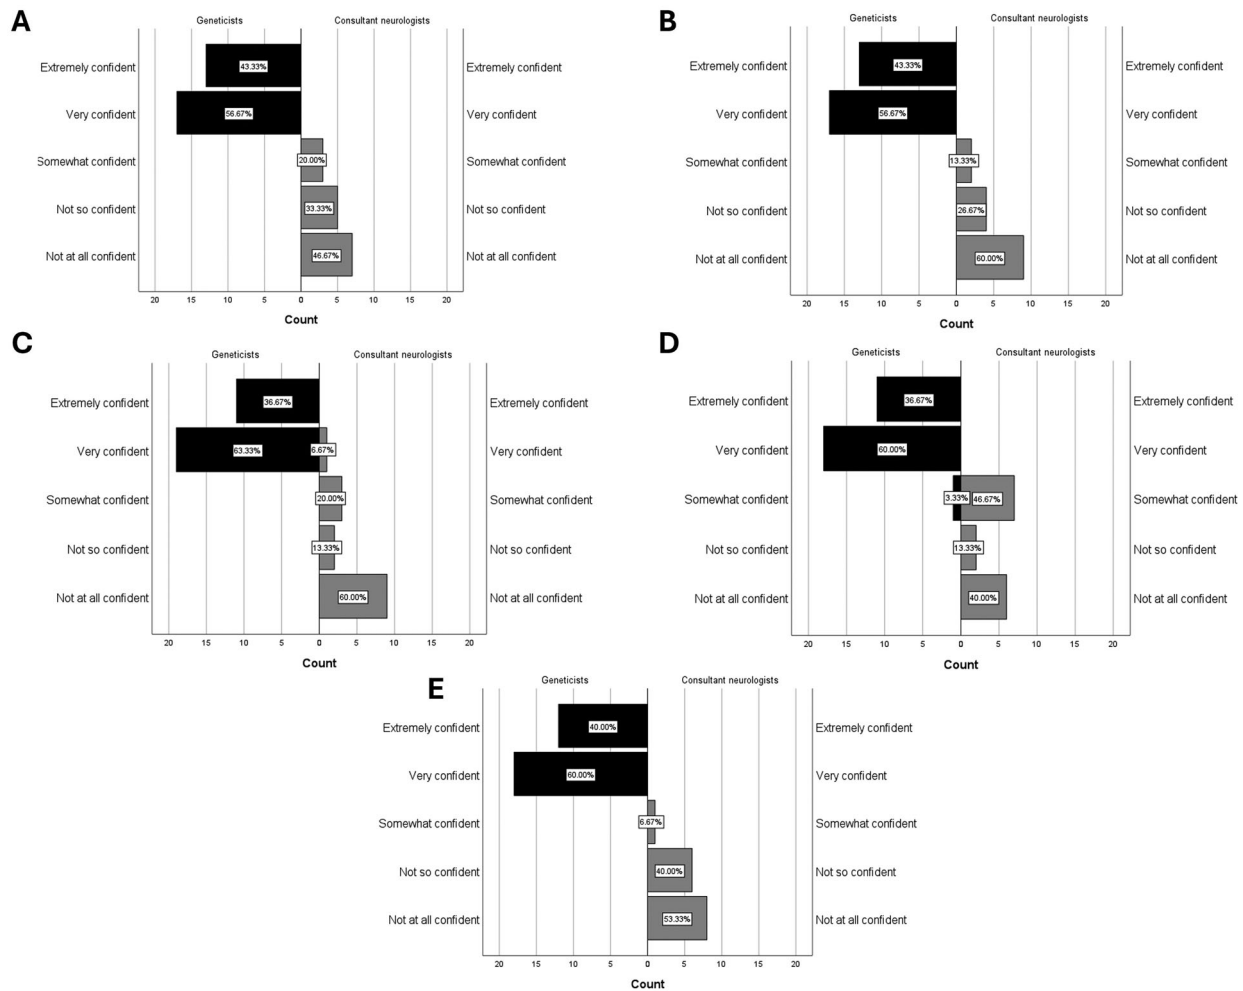 A
Geneticists Consultant neurologists
Extremely confident 43.33% Extremely confident
Very confident 56.67% Very confident
Somewhat confident 20.00% Somewhat confident
Not so confident 33.33% Not so confident
Not at all confident 46.67% Not at all confident
20 15 10 5 0 5 10 15 20
Count
B
Geneticists Consultant neurologists
Extremely confident 43.33% Extremely confident
Very confident 56.67% Very confident
Somewhat confident 13.33% Somewhat confident
Not so confident 26.67% Not so confident
Not at all confident 60.00% Not at all confident
20 15 10 5 0 5 10 15 20
Count
C
Geneticists Consultant neurologists
Extremely confident 36.67% Extremely confident
Very confident 63.33% 6.67% Very confident
Somewhat confident 20.00% Somewhat confident
Not so confident 13.33% Not so confident
Not at all confident 60.00% Not at all confident
20 15 10 5 0 5 10 15 20
Count
D
Geneticists Consultant neurologists
Extremely confident 36.67% Extremely confident
Very confident 60.00% Very confident
Somewhat confident 3.33% 46.67% Somewhat confident
Not so confident 13.33% Not so confident
Not at all confident 40.00% Not at all confident
20 15 10 5 0 5 10 15 20
Count
E
Geneticists Consultant neurologists
Extremely confident 40.00% Extremely confident
Very confident 60.00% Very confident
Somewhat confident 6.67% Somewhat confident
Not so confident 40.00% Not so confident
Not at all confident 53.33% Not at all confident
20 15 10 5 0 5 10 15 20
Count